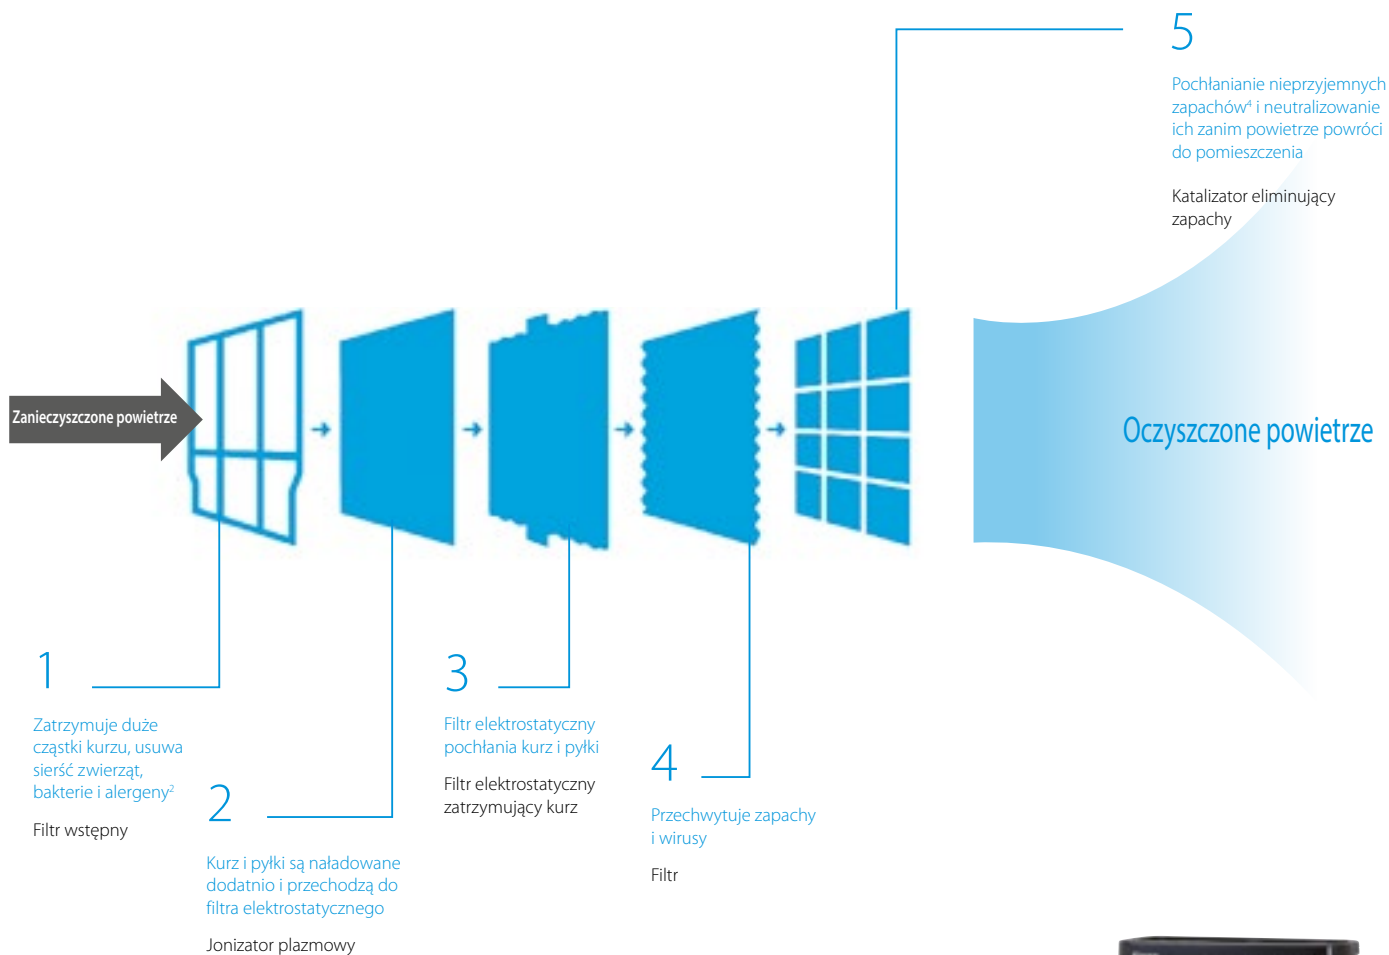 5
Pochłanianie nieprzyjemnych
zapachów⁴ i neutralizowanie
ich zanim powietrze powróci
do pomieszczenia
Katalizator eliminujący
zapachy
Zanieczyszczone powietrze
Oczyszczone powietrze
1
Zatrzymuje duże
cząstki kurzu, usuwa
sierść zwierząt,
bakterie i alergeny²
Filtr wstępny
2
Kurz i pyłki są naładowane
dodatnio i przechodzą do
filtra elektrostatycznego
Jonizator plazmowy
3
Filtr elektrostatyczny
pochłania kurz i pyłki
Filtr elektrostatyczny
zatrzymujący kurz
4
Przechwytuje zapachy
i wirusy
Filtr